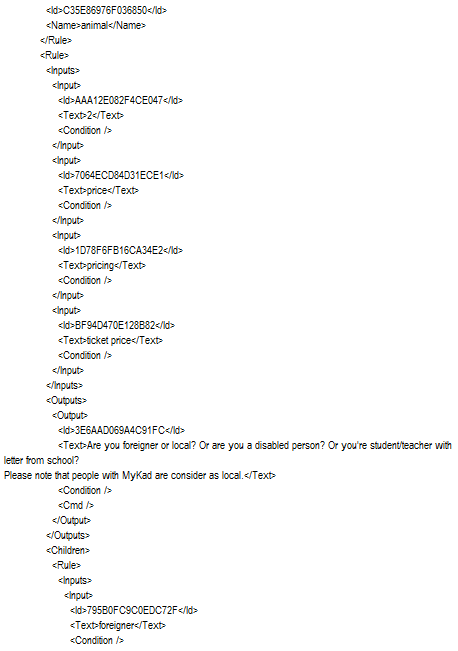 <Id>C35E86976F036850</Id>
<Name>animal</Name>
</Rule>
<Rule>
<Inputs>
<Input>
<Id>AAA12E082F4CE047</Id>
<Text>2</Text>
<Condition />
</Input>
<Input>
<Id>7064ECD84D31ECE1</Id>
<Text>price</Text>
<Condition />
</Input>
<Input>
<Id>1D78F6FB16CA34E2</Id>
<Text>pricing</Text>
<Condition />
</Input>
<Input>
<Id>BF94D470E128B82</Id>
<Text>ticket price</Text>
<Condition />
</Input>
</Inputs>
<Outputs>
<Output>
<Id>3E6AAD069A4C91FC</Id>
<Text>Are you foreigner or local? Or are you a disabled person? Or you're student/teacher with
letter from school?
Please note that people with MyKad are consider as local.</Text>
<Condition />
<Cmd />
</Output>
</Outputs>
<Children>
<Rule>
<Inputs>
<Input>
<Id>795B0FC9C0EDC72F</Id>
<Text>foreigner</Text>
<Condition />